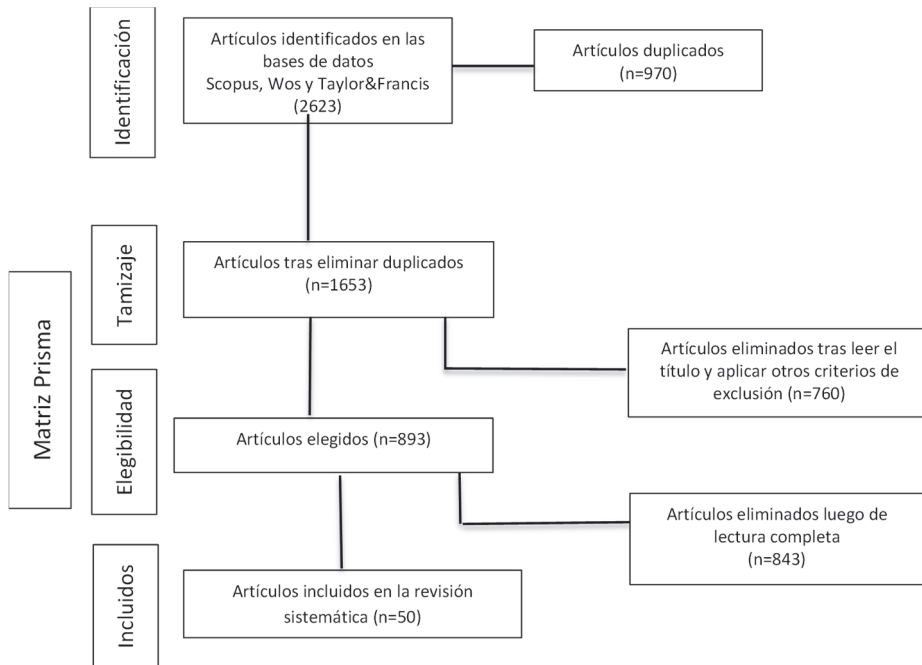 Matriz Prisma
Identificación
Artículos identificados en las
bases de datos
Scopus, Wos y Taylor&Francis
(2623)
Artículos duplicados
(n=970)
Tamizaje
Artículos tras eliminar duplicados
(n=1653)
Artículos eliminados tras leer el
título y aplicar otros criterios de
exclusión (n=760)
Elegibilidad
Artículos elegidos (n=893)
Artículos eliminados luego de
lectura completa
(n=843)
Incluidos
Artículos incluidos en la revisión
sistemática (n=50)